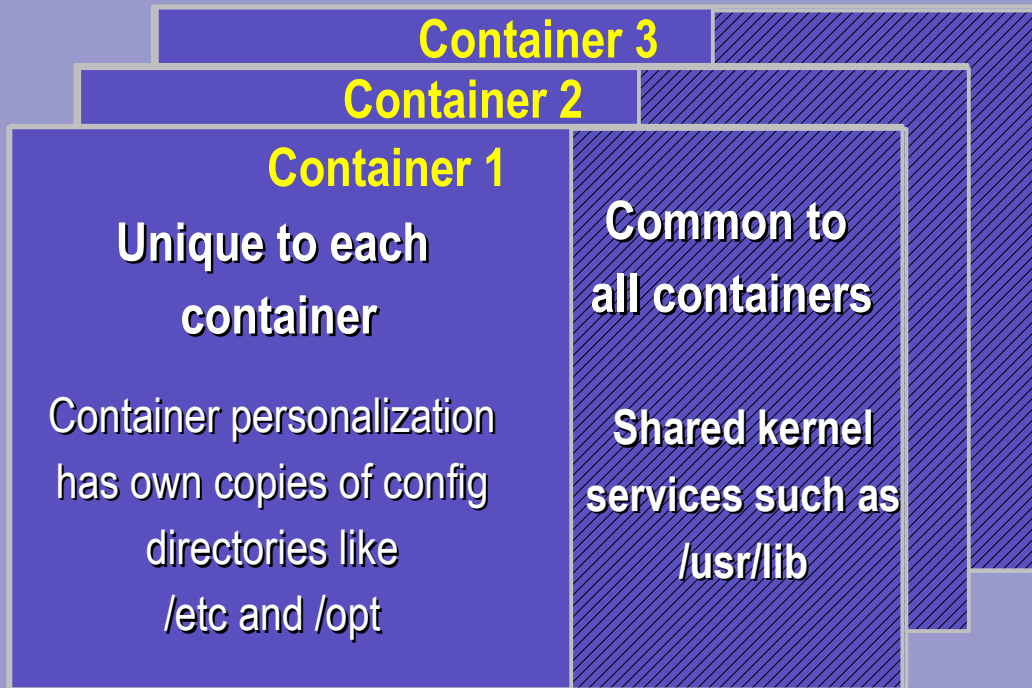 Container 3
Container 2
Container 1
Unique to each
container
Container personalization
has own copies of config
directories like
/etc and /opt
Common to
all containers
Shared kernel
services such as
/usr/lib